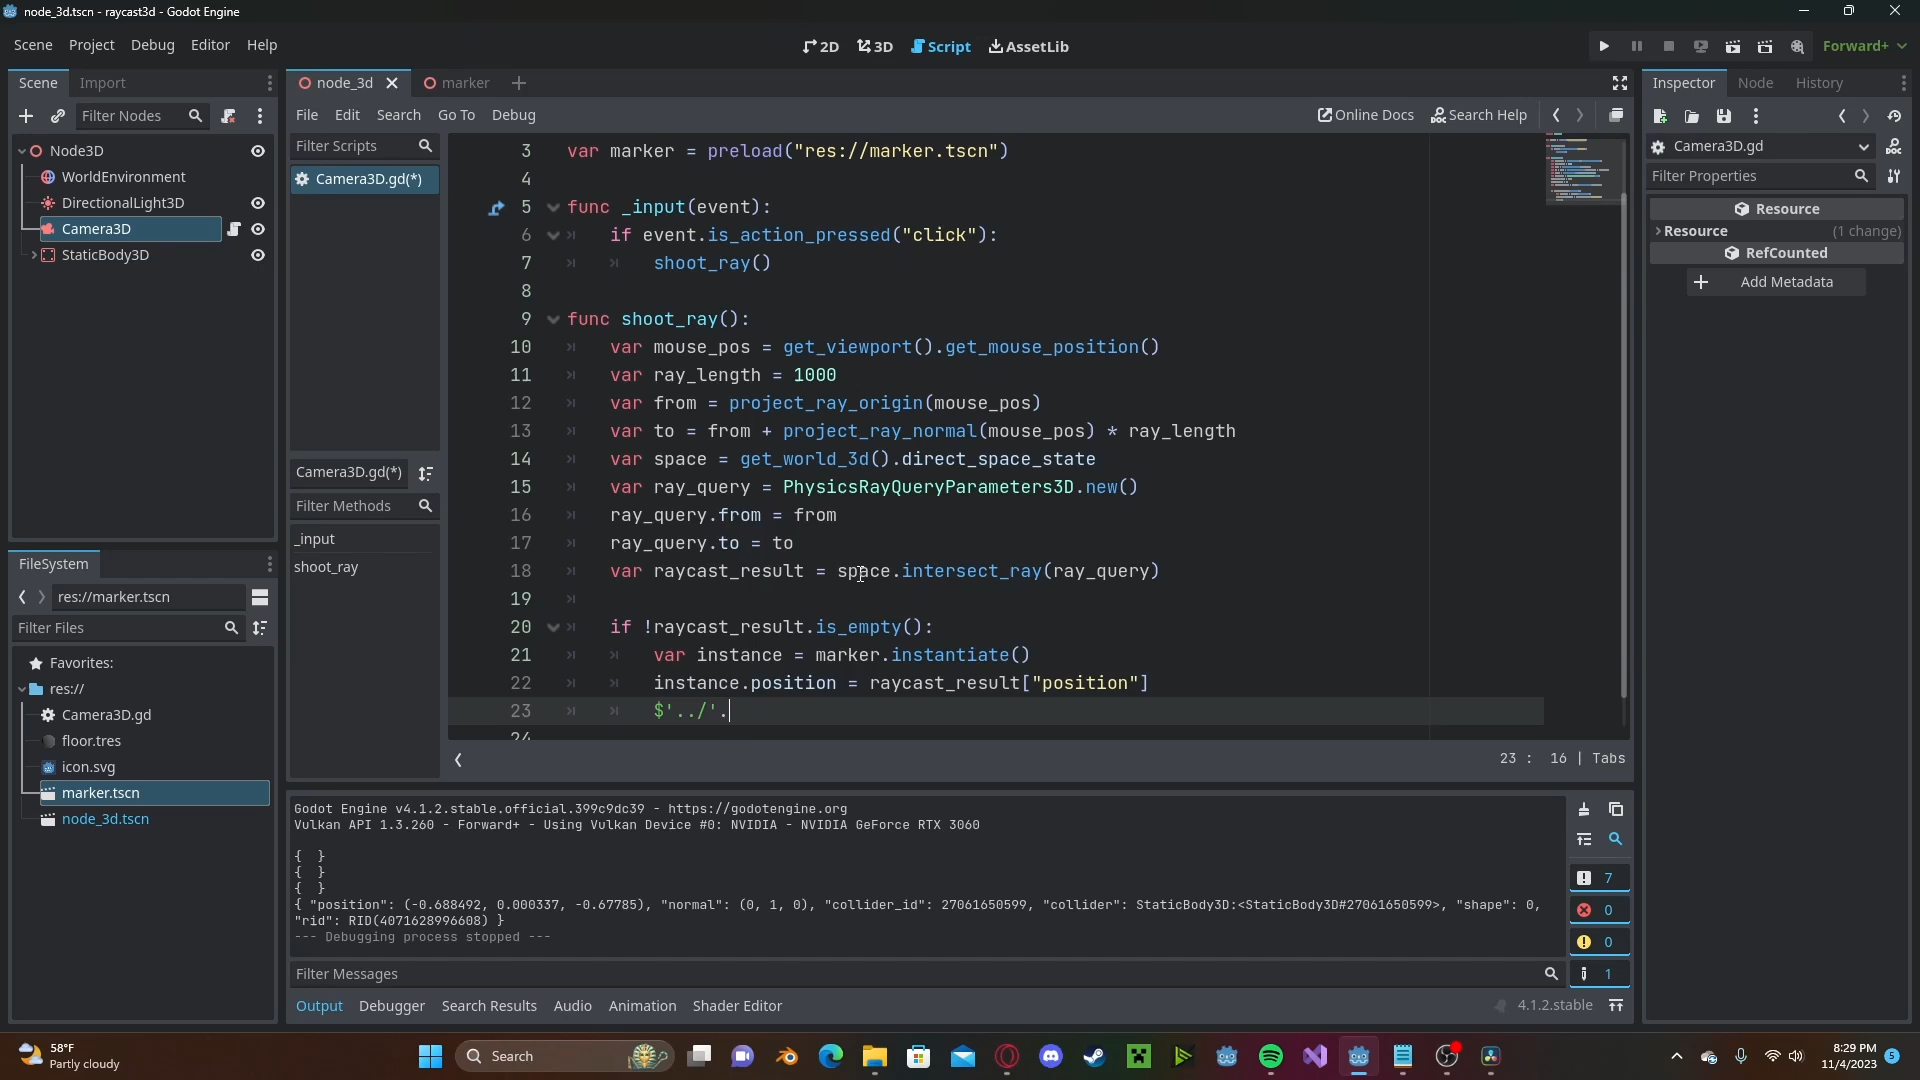 node_3d.tscn - raycast3d - Godot Engine
Scene Project Debug Editor Help
2D 3D Script AssetLib
Forward+
Scene Import
Filter Nodes
Node3D
WorldEnvironment
DirectionalLight3D
Camera3D
StaticBody3D
FileSystem
res://marker.tscn
Filter Files
Favorites:
res://
Camera3D.gd
floor.tres
icon.svg
marker.tscn
node_3d.tscn
node_3d marker
File Edit Search Go To Debug
Online Docs Search Help
Filter Scripts
Camera3D.gd(*)
Camera3D.gd(*)
Filter Methods
_input
shoot_ray
3 var marker = preload("res://marker.tscn")
4
5 func _input(event):
6 if event.is_action_pressed("click"):
7 shoot_ray()
8
9 func shoot_ray():
10 var mouse_pos = get_viewport().get_mouse_position()
11 var ray_length = 1000
12 var from = project_ray_origin(mouse_pos)
13 var to = from + project_ray_normal(mouse_pos) * ray_length
14 var space = get_world_3d().direct_space_state
15 var ray_query = PhysicsRayQueryParameters3D.new()
16 ray_query.from = from
17 ray_query.to = to
18 var raycast_result = space.intersect_ray(ray_query)
19
20 if !raycast_result.is_empty():
21 var instance = marker.instantiate()
22 instance.position = raycast_result["position"]
23 $'../'.
24
23 : 16 | Tabs
Godot Engine v4.1.2.stable.official.399c9dc39 - https://godotengine.org
Vulkan API 1.3.260 - Forward+ - Using Vulkan Device #0: NVIDIA - NVIDIA GeForce RTX 3060
{ }
{ }
{ }
{ "position": (-0.688492, 0.000337, -0.67785), "normal": (0, 1, 0), "collider_id": 27061650599, "collider": StaticBody3D:<StaticBody3D#27061650599>, "shape": 0,
"rid": RID(4071628996608) }
--- Debugging process stopped ---
7
0
0
1
Filter Messages
Output Debugger Search Results Audio Animation Shader Editor
4.1.2.stable
Inspector Node History
Camera3D.gd
Filter Properties
Resource
Resource (1 change)
RefCounted
Add Metadata
58°F
Partly cloudy
Search
8:29 PM
11/4/2023
5